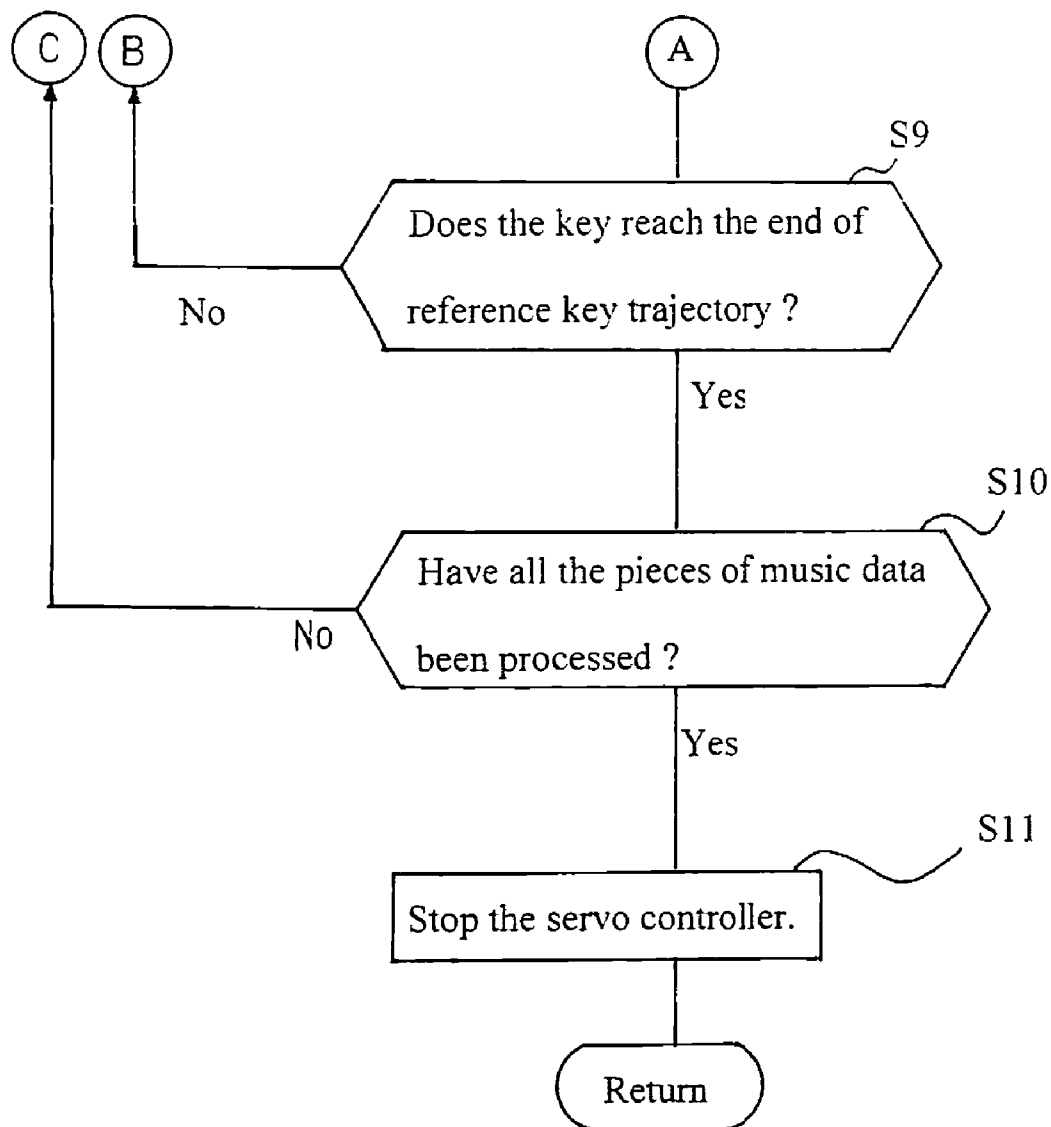 C
B
A
S9
Does the key reach the end of
reference key trajectory ?
No
Yes
S10
Have all the pieces of music data
been processed ?
No
Yes
S11
Stop the servo controller.
Return